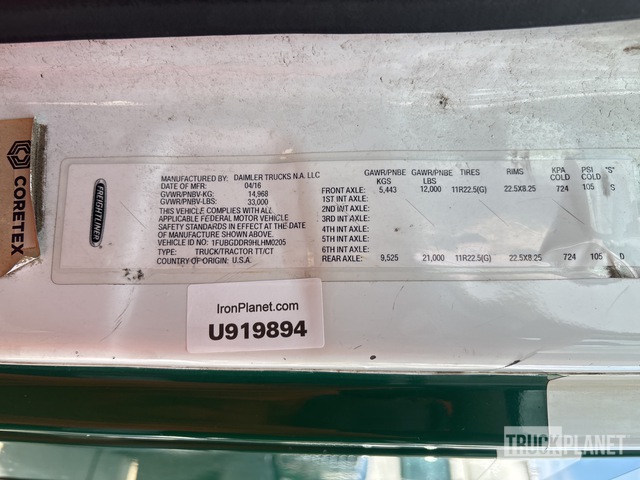 CORETEX
FREIGHTLINER
MANUFACTURED BY: DAIMLER TRUCKS N.A. LLC
DATE OF MFR: 04/16
GVWR/PNBV-KG: 14,968
GVWR/PNBV-LBS: 33,000
THIS VEHICLE COMPLIES WITH ALL
APPLICABLE FEDERAL MOTOR VEHICLE
SAFETY STANDARDS IN EFFECT AT THE DATE
OF MANUFACTURE SHOWN ABOVE.
VEHICLE ID NO.: 1FUBGDDR9HLHM0205
TYPE: TRUCK/TRACTOR TT/CT
COUNTRY OF ORIGIN: U.S.A.
GAWR/PNBE GAWR/PNBE TIRES RIMS KPA PSI "S"
KGS LBS COLD COLD
FRONT AXLE: 5,443 12,000 11R22.5(G) 22.5X8.25 724 105 S
1ST INT AXLE:
2ND INT AXLE:
3RD INT AXLE:
4TH INT AXLE:
5TH INT AXLE:
6TH INT AXLE:
REAR AXLE: 9,525 21,000 11R22.5(G) 22.5X8.25 724 105 D
IronPlanet.com
U919894
TRUCKPLANET